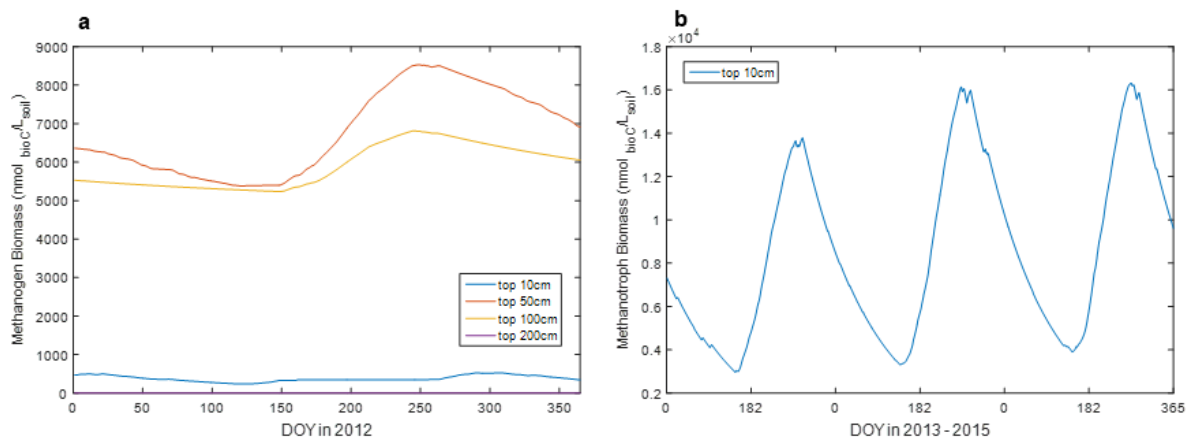 a
Methanogen Biomass (nmol bioC/Lsoil)
9000
8000
7000
6000
5000
4000
3000
2000
1000
0
top 10cm
top 50cm
top 100cm
top 200cm
0 50 100 150 200 250 300 350
DOY in 2012
b
×10⁴
Methanotroph Biomass (nmol bioC/Lsoil)
1.8
1.6
1.4
1.2
1
0.8
0.6
0.4
0.2
top 10cm
0 182 0 182 0 182 365
DOY in 2013 - 2015